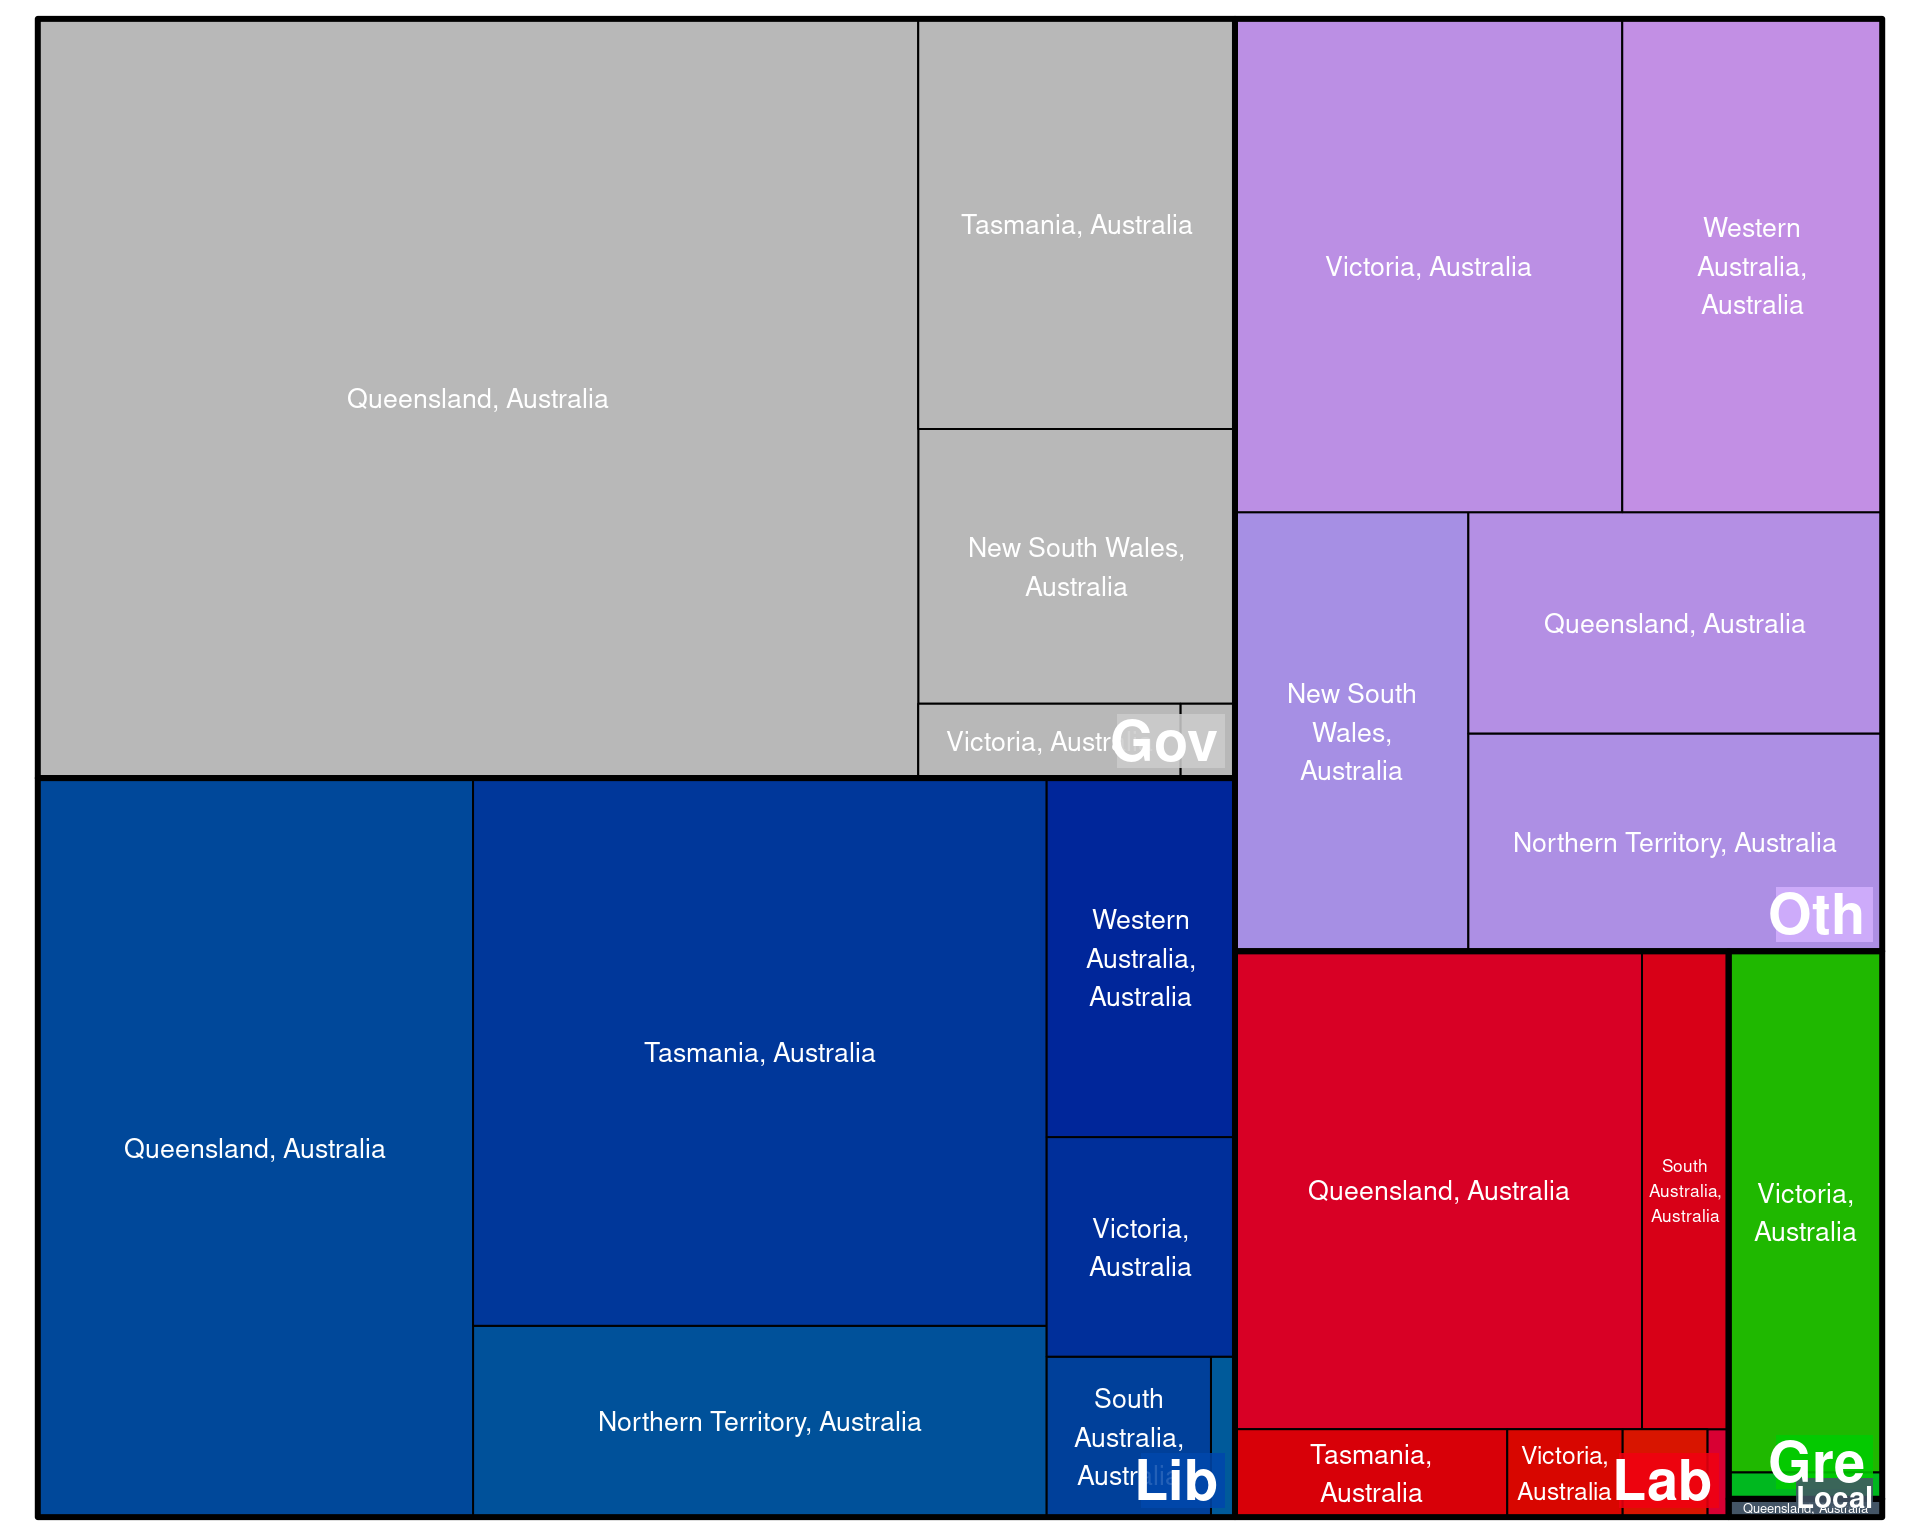 Queensland, Australia
Tasmania, Australia
New South Wales,
Australia
Victoria, Austra
Gov
Victoria, Australia
Western
Australia,
Australia
New South
Wales,
Australia
Queensland, Australia
Northern Territory, Australia
Oth
Queensland, Australia
Tasmania, Australia
Northern Territory, Australia
Western
Australia,
Australia
Victoria,
Australia
South
Australia,
Australia
Lib
Queensland, Australia
South
Australia,
Australia
Tasmania,
Australia
Victoria,
Australia
Lab
Victoria,
Australia
Gre
Local
Queensland, Australia